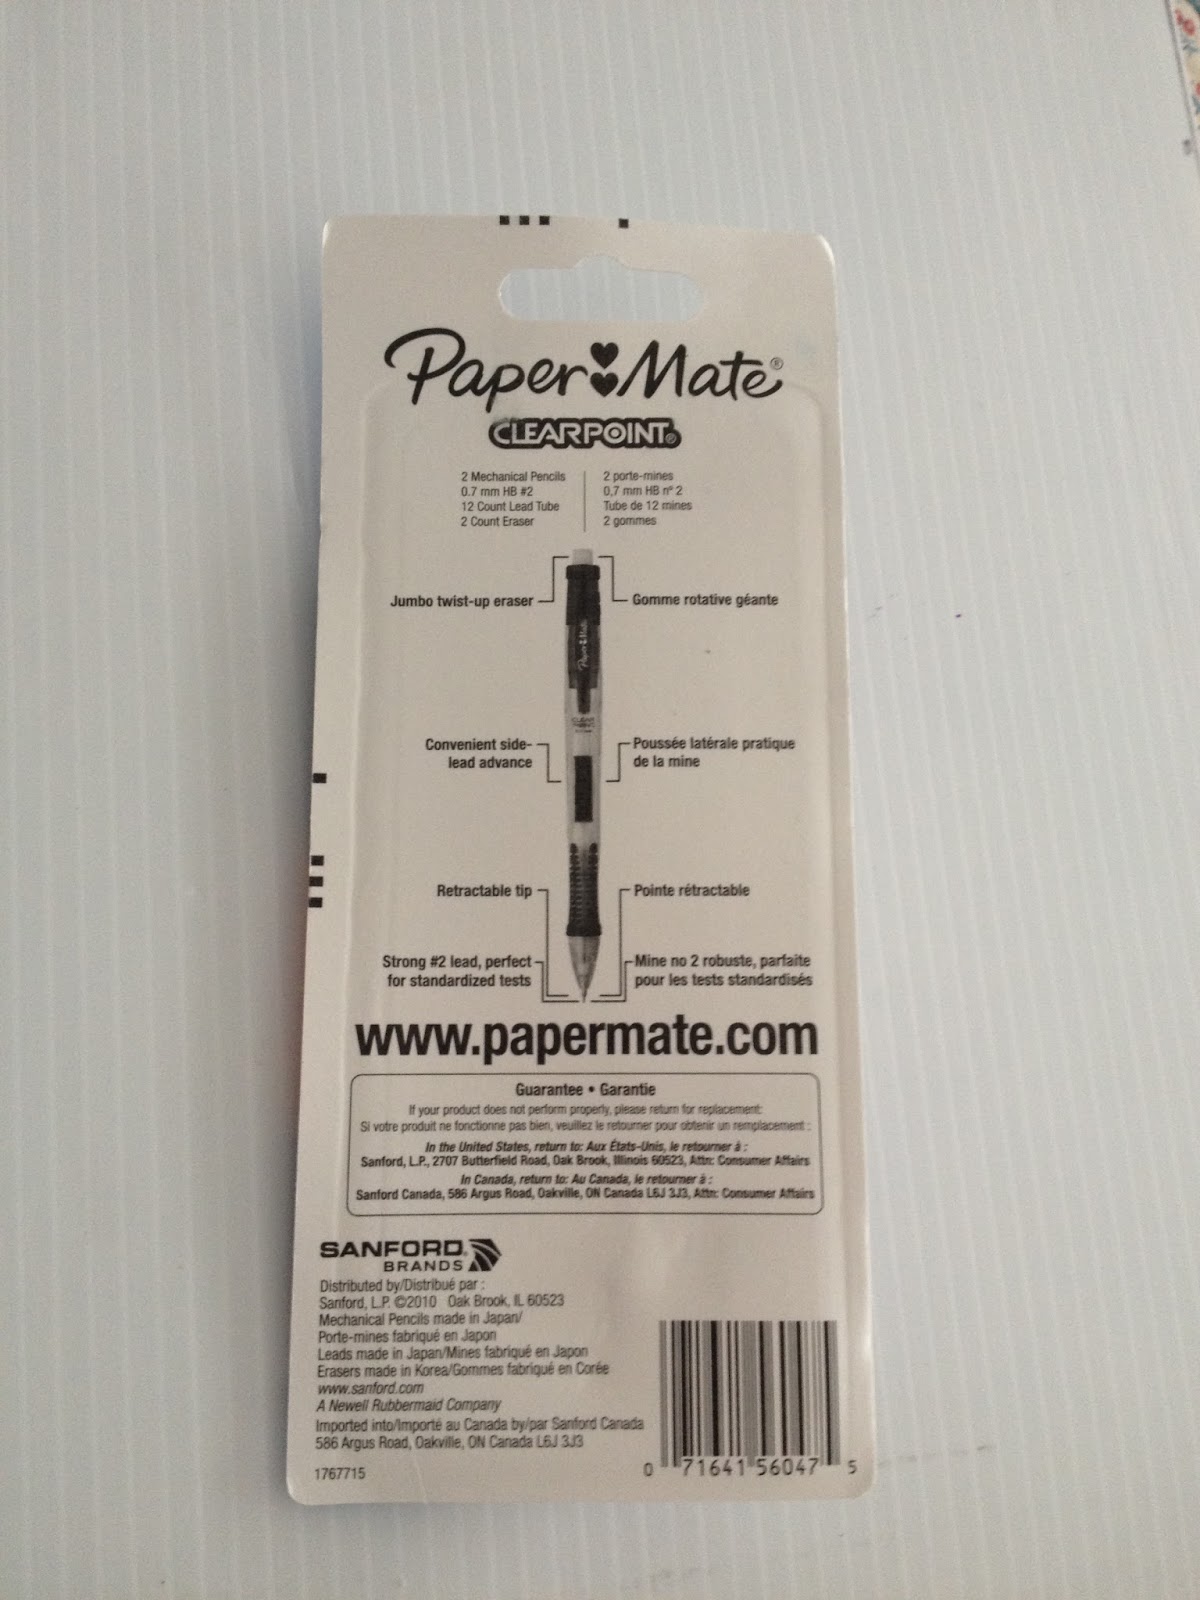 Paper Mate®
CLEARPOINT®
2 Mechanical Pencils
0.7 mm HB #2
12 Count Lead Tube
2 Count Eraser
2 porte-mines
0,7 mm HB nº 2
Tube de 12 mines
2 gommes
Jumbo twist-up eraser
Gomme rotative géante
Paper Mate
Convenient side-
lead advance
Poussée latérale pratique
de la mine
Retractable tip
Pointe rétractable
Strong #2 lead, perfect
for standardized tests
Mine no 2 robuste, parfaite
pour les tests standardisés
www.papermate.com
Guarantee • Garantie
If your product does not perform properly, please return for replacement:
Si votre produit ne fonctionne pas bien, veuillez le retourner pour obtenir un remplacement :
In the United States, return to: Aux États-Unis, le retourner à :
Sanford, L.P., 2707 Butterfield Road, Oak Brook, Illinois 60523, Attn: Consumer Affairs
In Canada, return to: Au Canada, le retourner à :
Sanford Canada, 586 Argus Road, Oakville, ON Canada L6J 3J3, Attn: Consumer Affairs
SANFORD®
BRANDS
Distributed by/Distribué par :
Sanford, L.P. ©2010 Oak Brook, IL 60523
Mechanical Pencils made in Japan/
Porte-mines fabriqué en Japon
Leads made in Japan/Mines fabriqué en Japon
Erasers made in Korea/Gommes fabriqué en Corée
www.sanford.com
A Newell Rubbermaid Company
Imported into/Importé au Canada by/par Sanford Canada
586 Argus Road, Oakville, ON Canada L6J 3J3
1767715
0 71641 56047 5